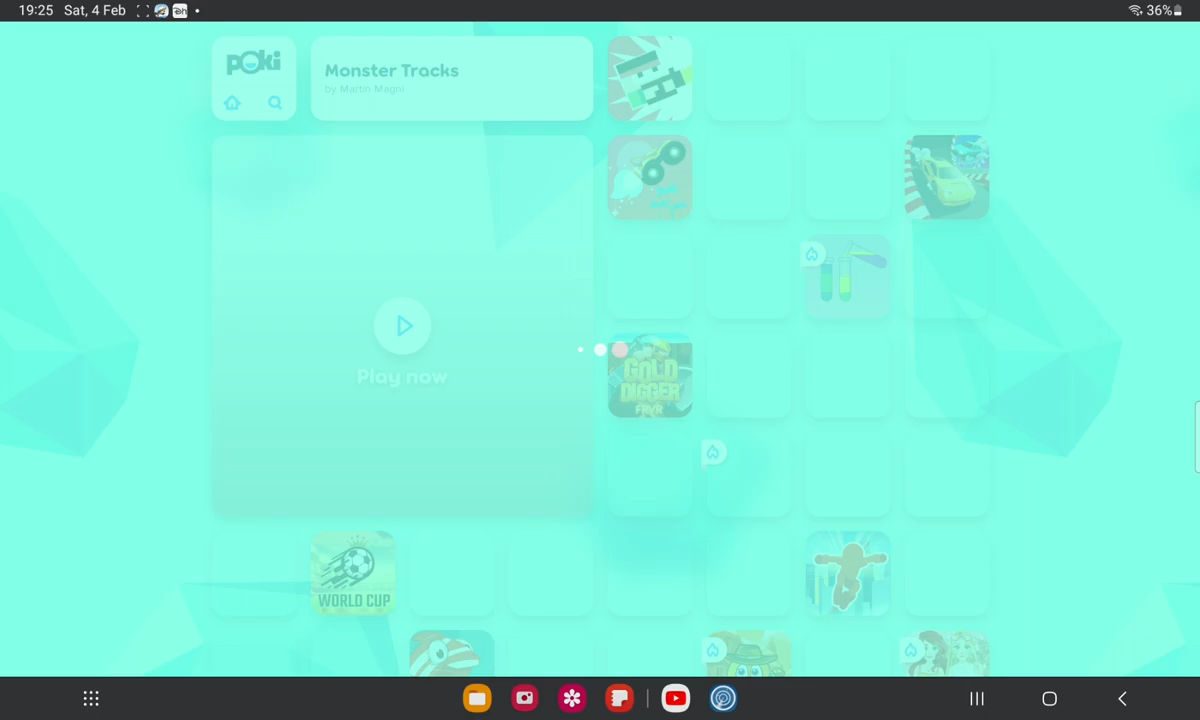 19:25 Sat, 4 Feb
36%
poki
Monster Tracks
by Martin Magni
Play now
GOLD
DIGGER
FRVR
WORLD CUP